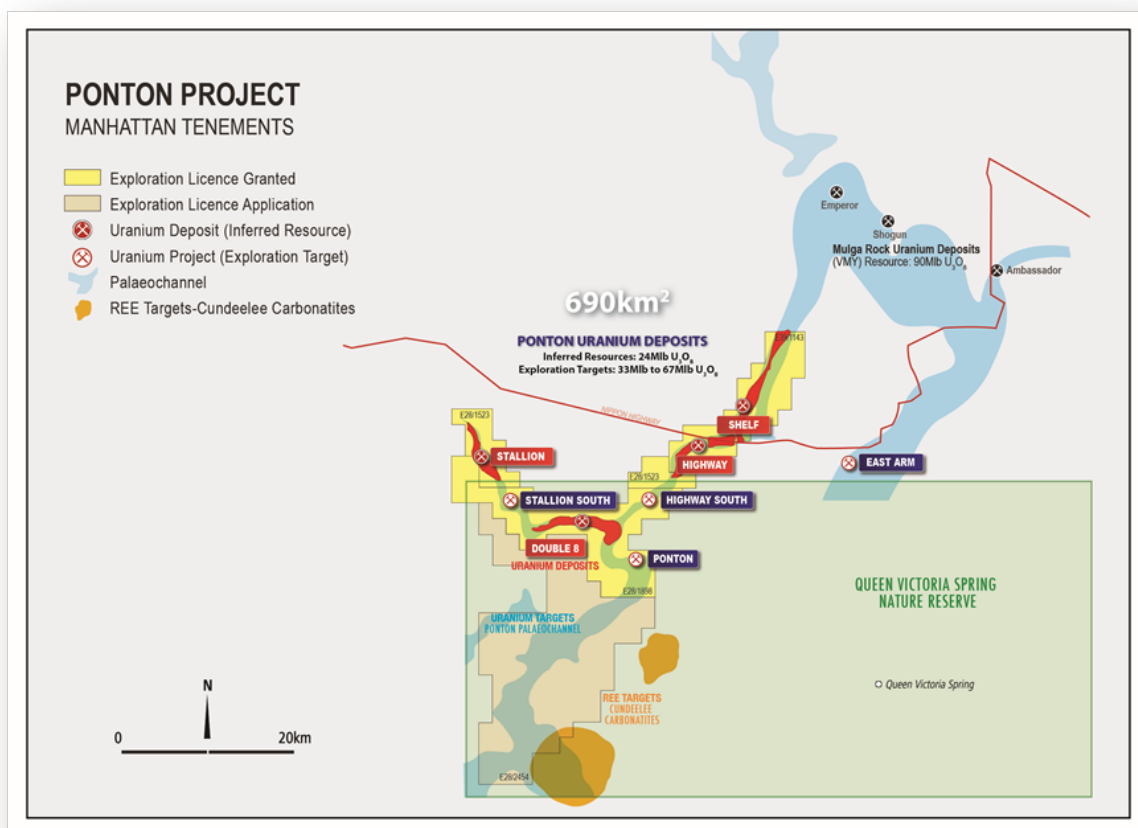 PONTON PROJECT
MANHATTAN TENEMENTS
Exploration Licence Granted
Exploration Licence Application
Uranium Deposit (Inferred Resource)
Uranium Project (Exploration Target)
Palaeochannel
REE Targets-Cundeelee Carbonatites
Emperor
Shogun
Mulga Rock Uranium Deposits
(VMY) Resource: 90Mlb U₃O₈
Ambassador
690km²
PONTON URANIUM DEPOSITS
Inferred Resources: 24Mlb U₃O₈
Exploration Targets: 33Mlb to 67Mlb U₃O₈
NIPPON HIGHWAY
E28/1523
SHELF
STALLION
HIGHWAY
EAST ARM
E28/1523
STALLION SOUTH
HIGHWAY SOUTH
DOUBLE 8
URANIUM DEPOSITS
PONTON
E28/1898
QUEEN VICTORIA SPRING
NATURE RESERVE
URANIUM TARGETS
PONTON PALAEOCHANNEL
Queen Victoria Spring
REE TARGETS
CUNDEELEE
CARBONATITES
N
0 20km
E28/2454